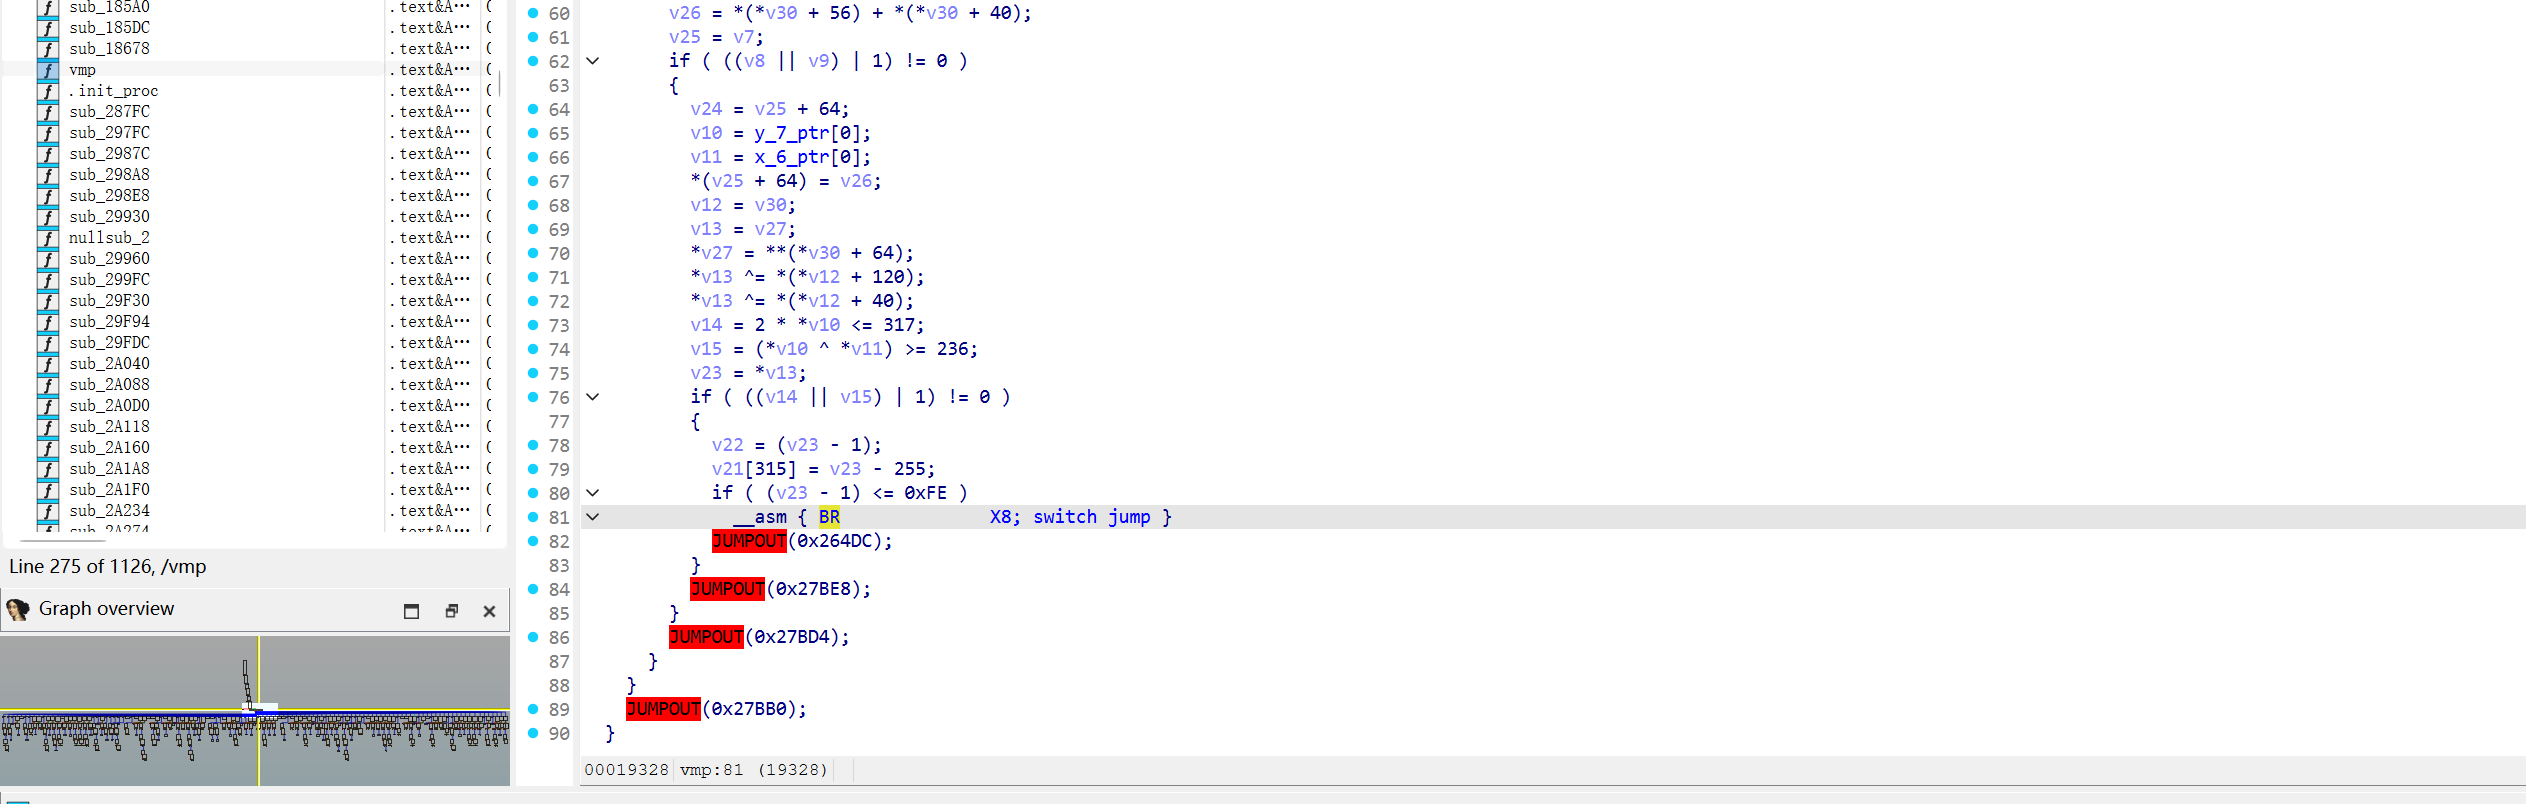 sub_185A0 .text&A…
sub_185DC .text&A…
sub_18678 .text&A…
vmp .text&A…
.init_proc .text&A…
sub_287FC .text&A…
sub_297FC .text&A…
sub_2987C .text&A…
sub_298A8 .text&A…
sub_298E8 .text&A…
sub_29930 .text&A…
nullsub_2 .text&A…
sub_29960 .text&A…
sub_299FC .text&A…
sub_29F30 .text&A…
sub_29F94 .text&A…
sub_29FDC .text&A…
sub_2A040 .text&A…
sub_2A088 .text&A…
sub_2A0D0 .text&A…
sub_2A118 .text&A…
sub_2A160 .text&A…
sub_2A1A8 .text&A…
sub_2A1F0 .text&A…
sub_2A234 .text&A…
sub_2A274 .text&A…
Line 275 of 1126, /vmp
Graph overview
60 v26 = *(*v30 + 56) + *(*v30 + 40);
61 v25 = v7;
62 if ( ((v8 || v9) | 1) != 0 )
63 {
64 v24 = v25 + 64;
65 v10 = y_7_ptr[0];
66 v11 = x_6_ptr[0];
67 *(v25 + 64) = v26;
68 v12 = v30;
69 v13 = v27;
70 *v27 = **(*v30 + 64);
71 *v13 ^= *(*v12 + 120);
72 *v13 ^= *(*v12 + 40);
73 v14 = 2 * *v10 <= 317;
74 v15 = (*v10 ^ *v11) >= 236;
75 v23 = *v13;
76 if ( ((v14 || v15) | 1) != 0 )
77 {
78 v22 = (v23 - 1);
79 v21[315] = v23 - 255;
80 if ( (v23 - 1) <= 0xFE )
81 __asm { BR X8; switch jump }
82 JUMPOUT(0x264DC);
83 }
84 JUMPOUT(0x27BE8);
85 }
86 JUMPOUT(0x27BD4);
87 }
88 }
89 JUMPOUT(0x27BB0);
90 }
00019328 vmp:81 (19328)